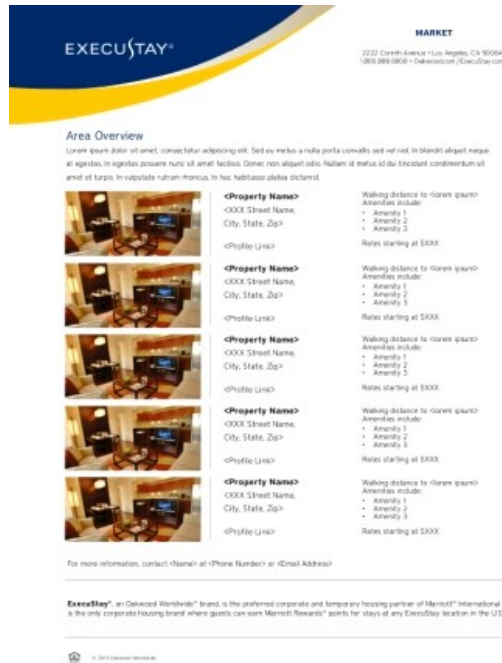 EXECUSTAY®
MARKET
2222 Corinth Avenue • Los Angeles, CA 90064
1.800.888.0808 • Oakwood.com/ExecuStay.com
Area Overview
Lorem ipsum dolor sit amet, consectetur adipiscing elit. Sed eu metus a nulla porta convallis sed vel nisl. In blandit aliquet neque
at egestas. In egestas posuere nunc sit amet facilisis. Donec non aliquet odio. Nullam id metus id dui tincidunt condimentum sit
amet et turpis. In vulputate rutrum rhoncus. In hac habitasse platea dictumst.
<Property Name>
<XXX Street Name,
City, State, Zip>
<Profile Link>
Walking distance to <lorem ipsum>
Amenities include:
• Amenity 1
• Amenity 2
• Amenity 3
Rates starting at $XXX
<Property Name>
<XXX Street Name,
City, State, Zip>
<Profile Link>
Walking distance to <lorem ipsum>
Amenities include:
• Amenity 1
• Amenity 2
• Amenity 3
Rates starting at $XXX
<Property Name>
<XXX Street Name,
City, State, Zip>
<Profile Link>
Walking distance to <lorem ipsum>
Amenities include:
• Amenity 1
• Amenity 2
• Amenity 3
Rates starting at $XXX
<Property Name>
<XXX Street Name,
City, State, Zip>
<Profile Link>
Walking distance to <lorem ipsum>
Amenities include:
• Amenity 1
• Amenity 2
• Amenity 3
Rates starting at $XXX
<Property Name>
<XXX Street Name,
City, State, Zip>
<Profile Link>
Walking distance to <lorem ipsum>
Amenities include:
• Amenity 1
• Amenity 2
• Amenity 3
Rates starting at $XXX
For more information, contact <Name> at <Phone Number> or <Email Address>
ExecuStay®, an Oakwood Worldwide® brand, is the preferred corporate and temporary housing partner of Marriott® International
is the only corporate housing brand where guests can earn Marriott Rewards® points for stays at any ExecuStay location in the US
Oakwood Worldwide